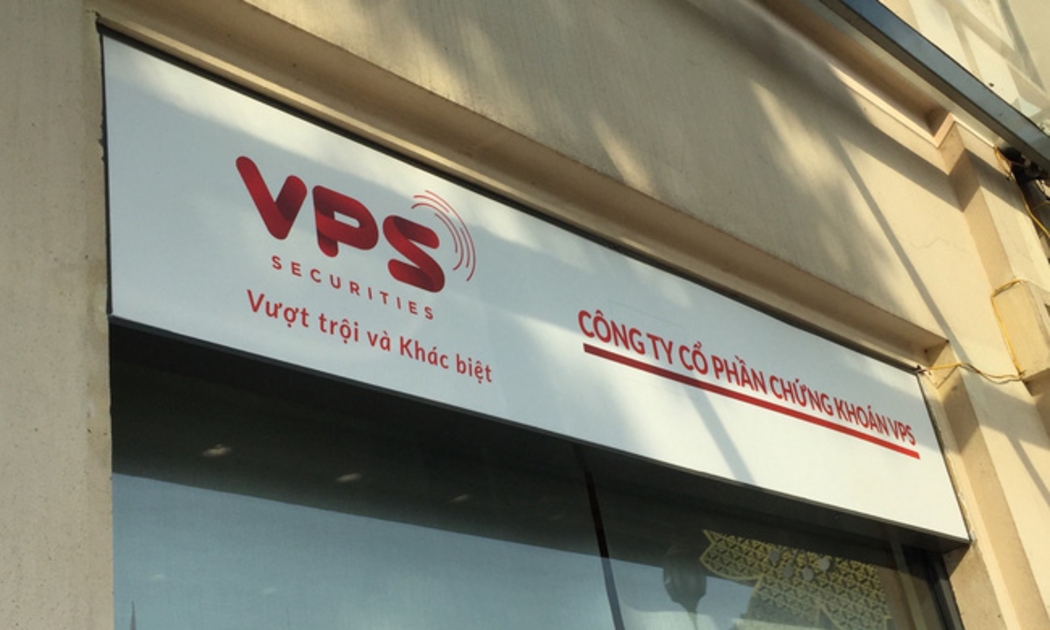 VPS
SECURITIES
Vượt trội và Khác biệt
CÔNG TY CỔ PHẦN CHỨNG KHOÁN VPS